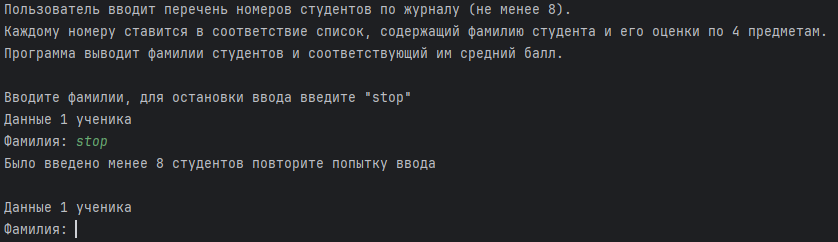 Пользователь вводит перечень номеров студентов по журналу (не менее 8).
Каждому номеру ставится в соответствие список, содержащий фамилию студента и его оценки по 4 предметам.
Программа выводит фамилии студентов и соответствующий им средний балл.
Вводите фамилии, для остановки ввода введите "stop"
Данные 1 ученика
Фамилия: stop
Было введено менее 8 студентов повторите попытку ввода
Данные 1 ученика
Фамилия: